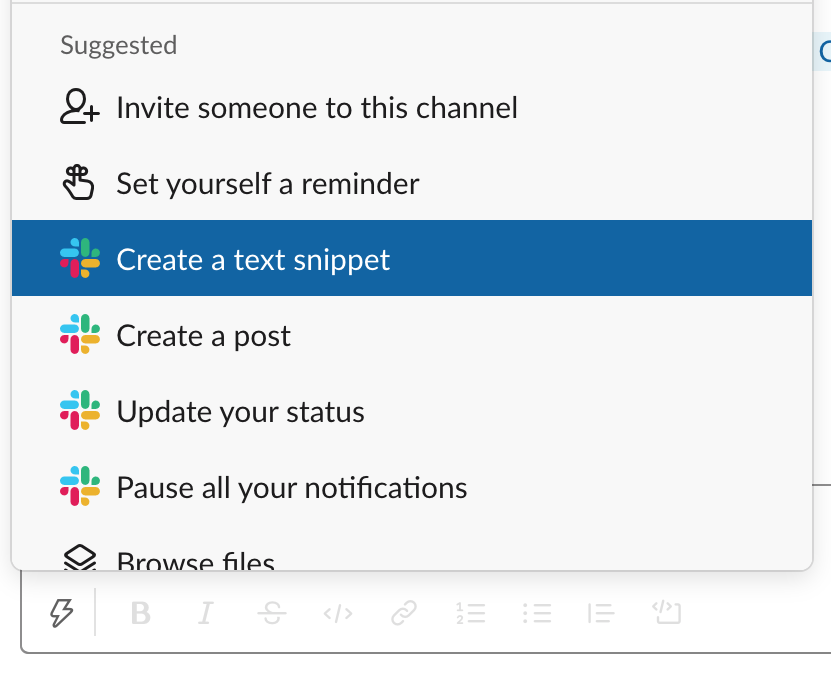 Suggested
Invite someone to this channel
Set yourself a reminder
Create a text snippet
Create a post
Update your status
Pause all your notifications
Browse files
B I S </>